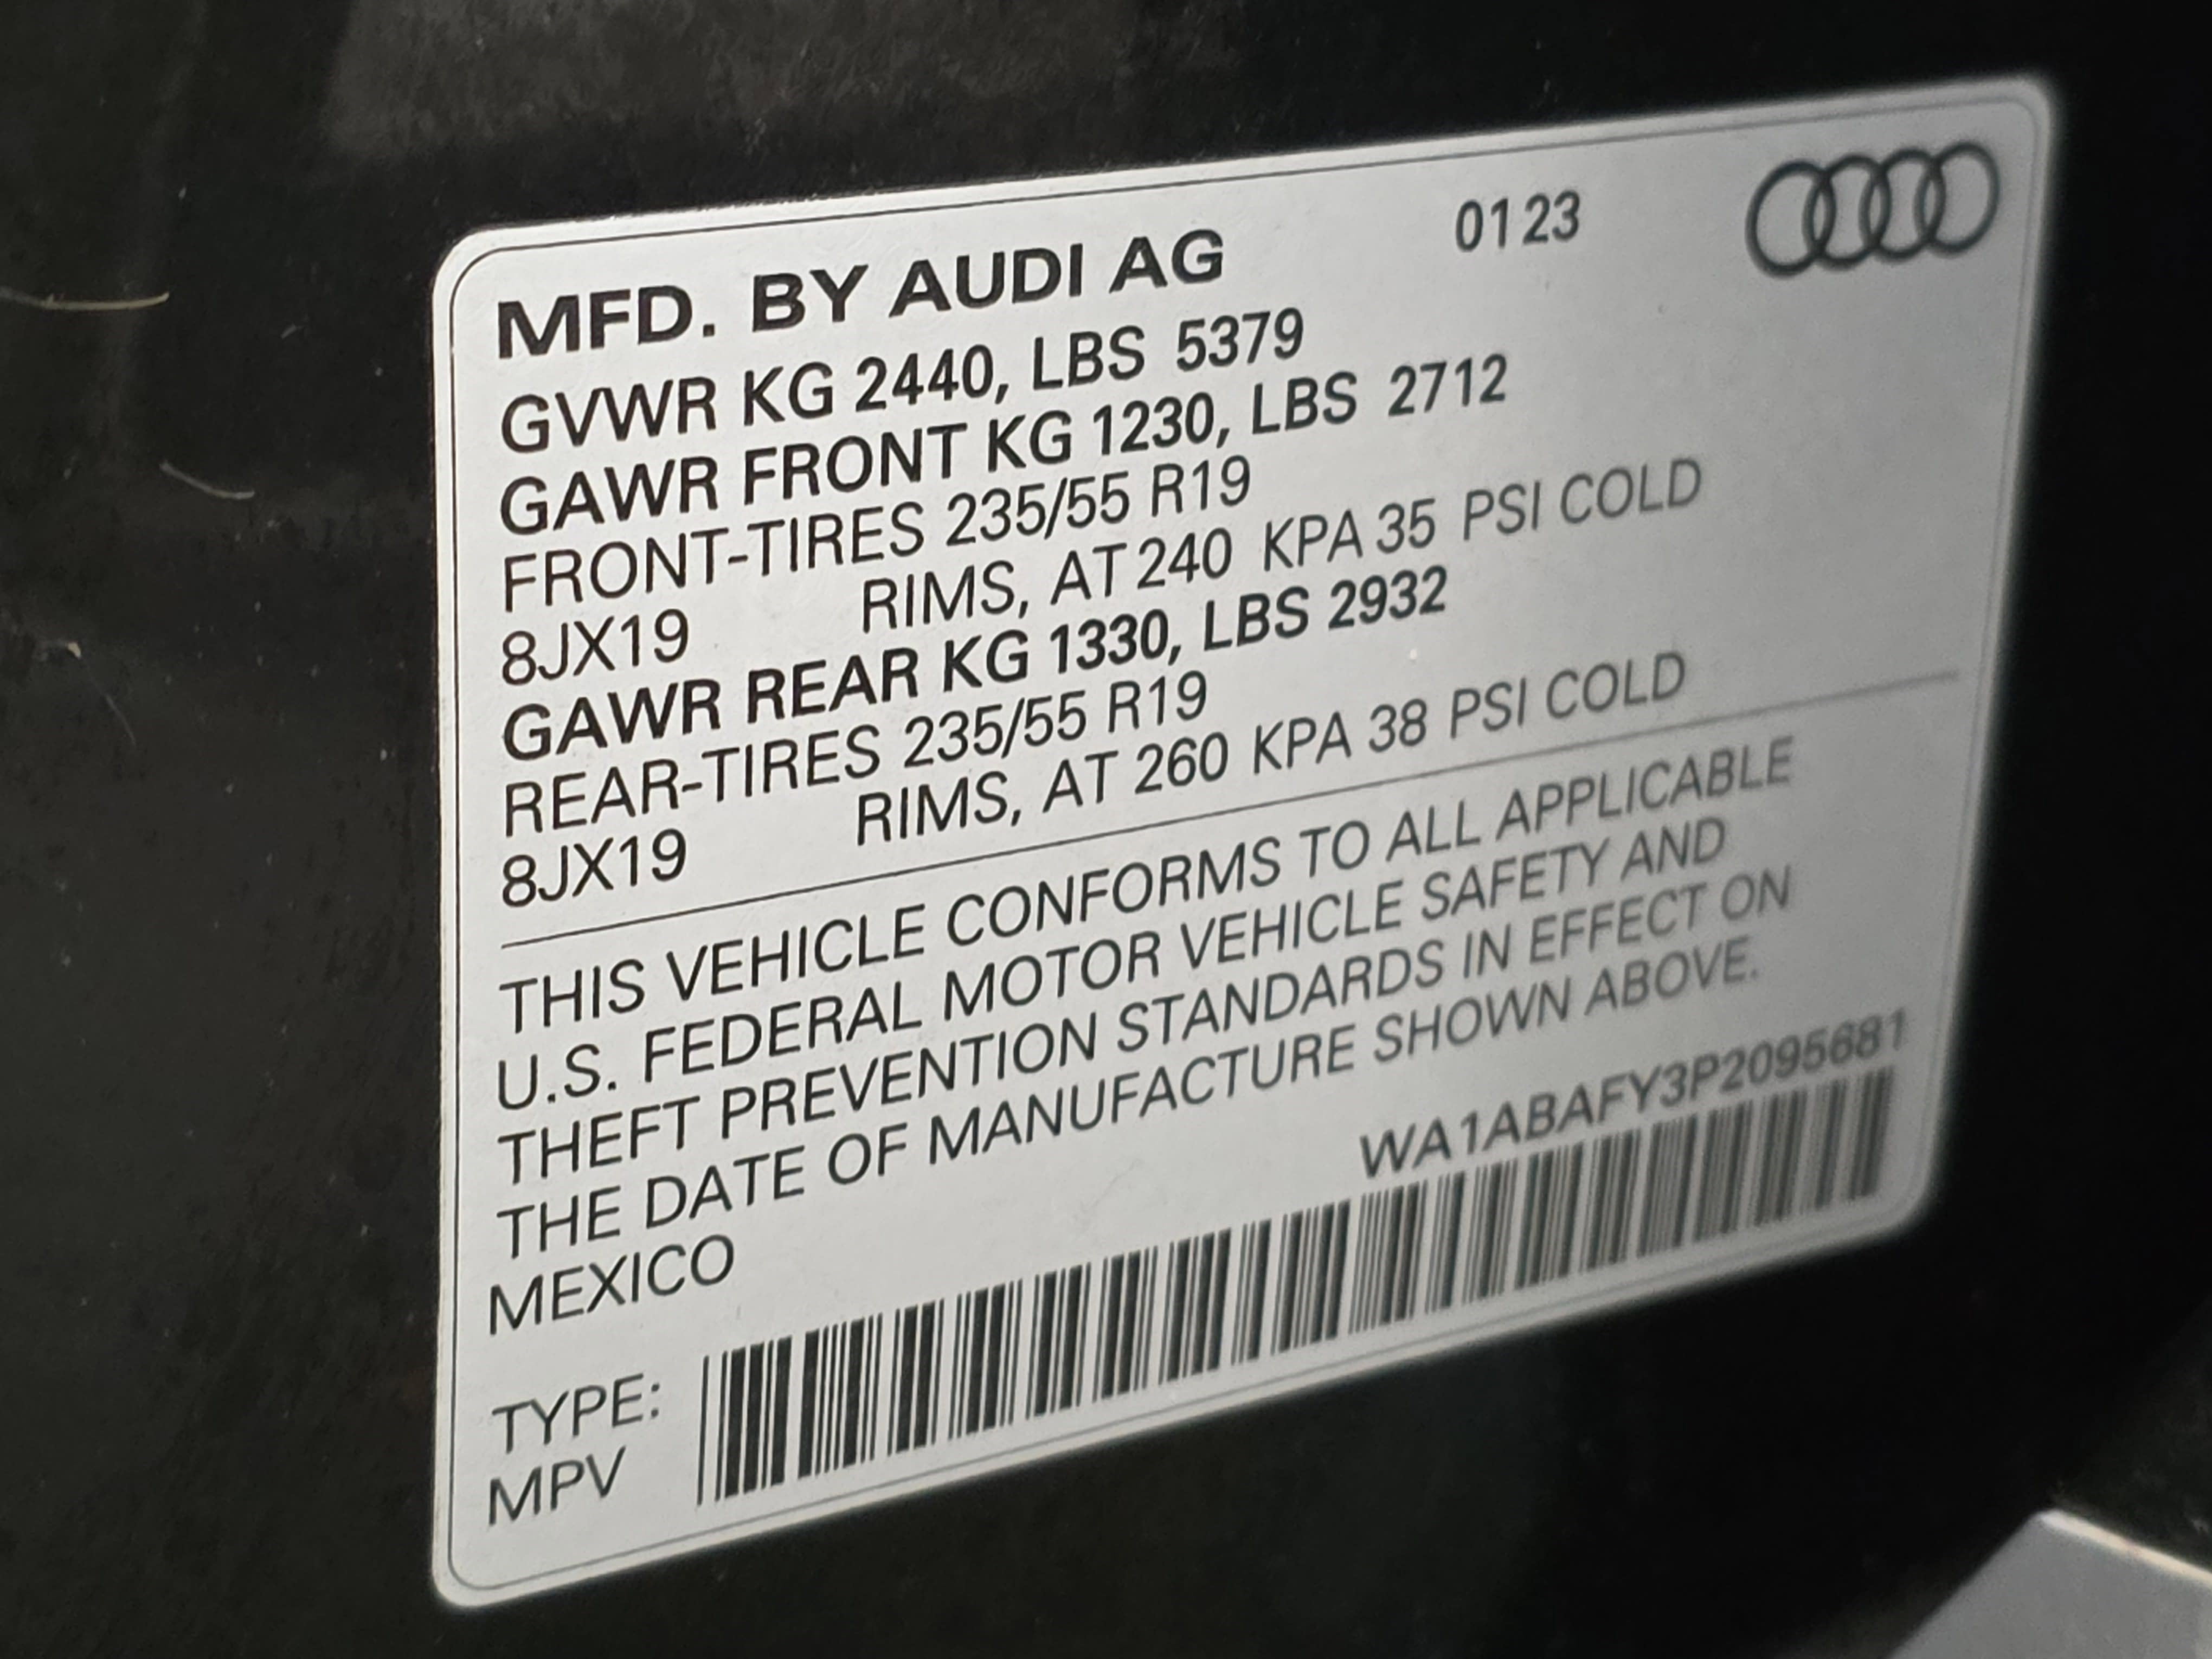 MFD. BY AUDI AG 0123
GVWR KG 2440, LBS 5379
GAWR FRONT KG 1230, LBS 2712
FRONT-TIRES 235/55 R19
8JX19 RIMS, AT 240 KPA 35 PSI COLD
GAWR REAR KG 1330, LBS 2932
REAR-TIRES 235/55 R19
8JX19 RIMS, AT 260 KPA 38 PSI COLD
THIS VEHICLE CONFORMS TO ALL APPLICABLE
U.S. FEDERAL MOTOR VEHICLE SAFETY AND
THEFT PREVENTION STANDARDS IN EFFECT ON
THE DATE OF MANUFACTURE SHOWN ABOVE.
MEXICO WA1ABAFY3P2095681
TYPE:
MPV